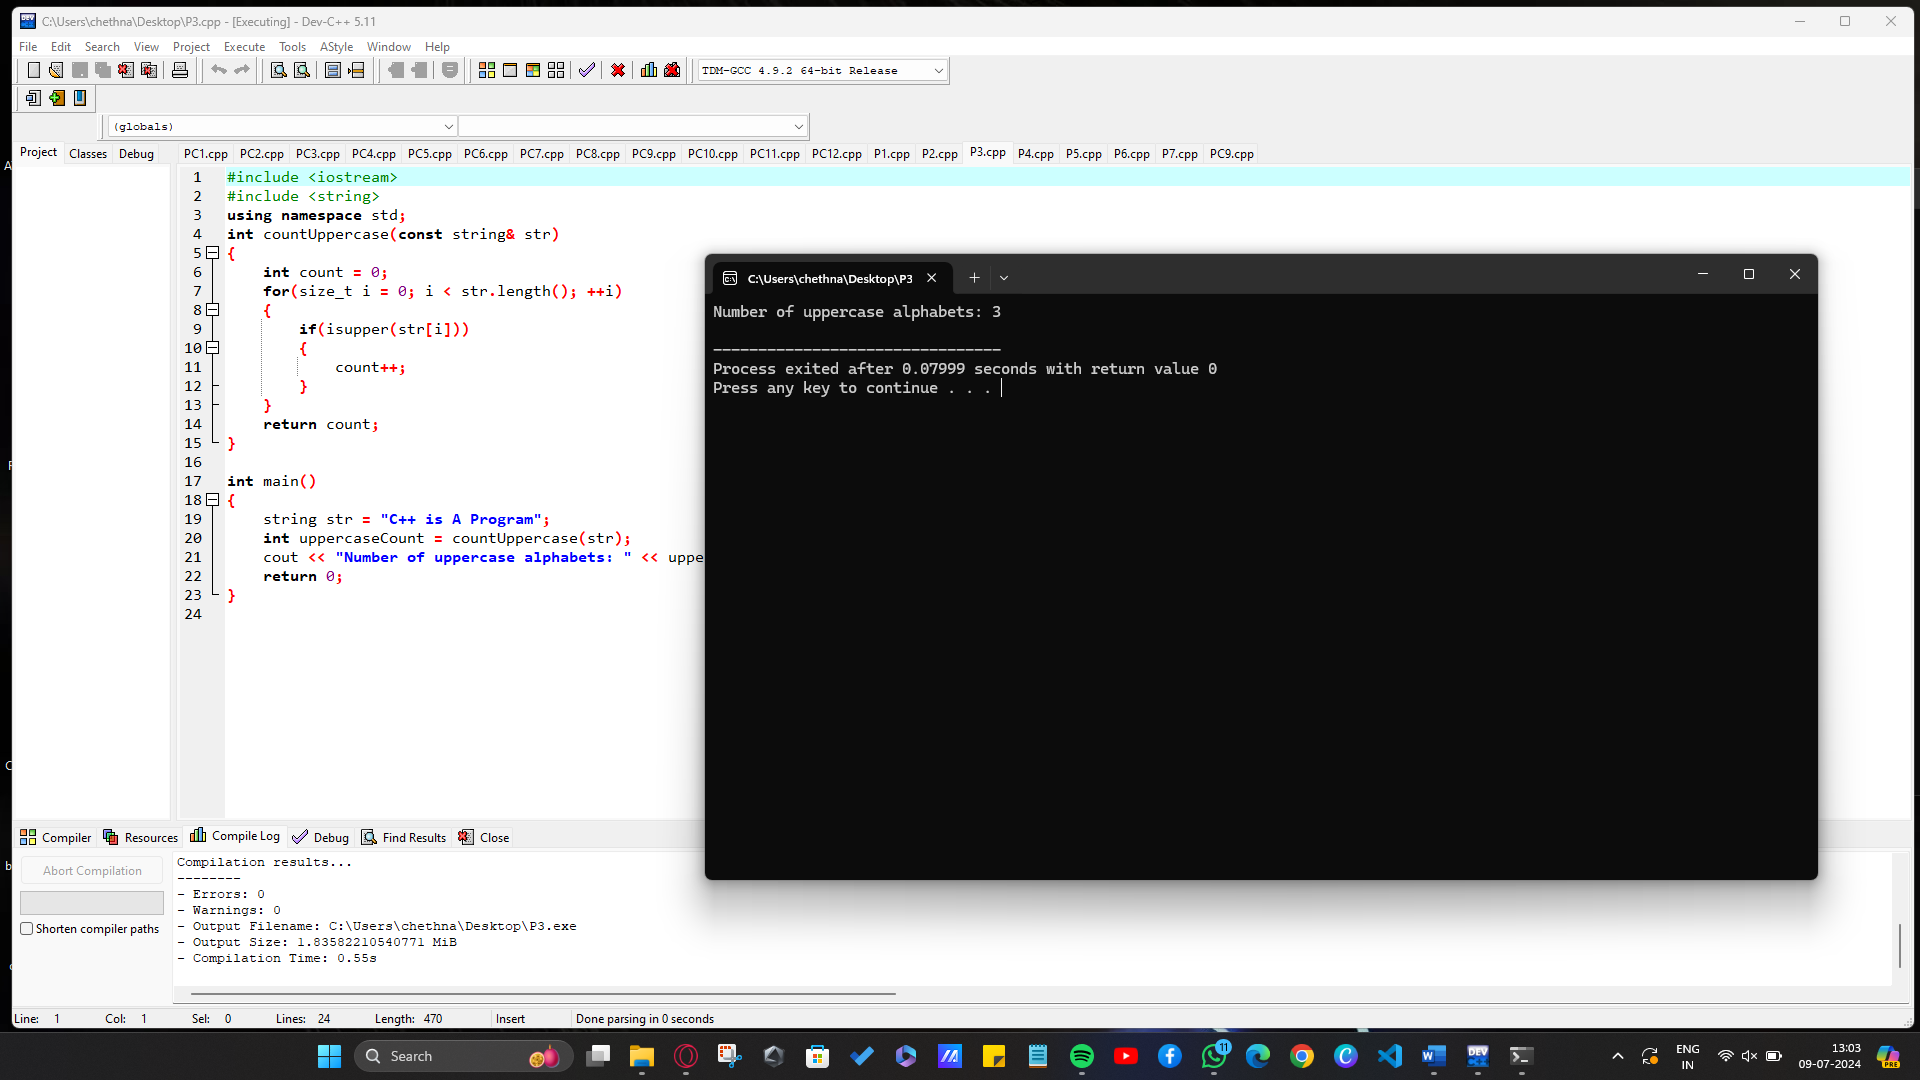 C:\Users\chethna\Desktop\P3.cpp - [Executing] - Dev-C++ 5.11
File Edit Search View Project Execute Tools AStyle Window Help
TDM-GCC 4.9.2 64-bit Release
(globals)
Project Classes Debug
PC1.cpp PC2.cpp PC3.cpp PC4.cpp PC5.cpp PC6.cpp PC7.cpp PC8.cpp PC9.cpp PC10.cpp PC11.cpp PC12.cpp P1.cpp P2.cpp P3.cpp P4.cpp P5.cpp P6.cpp P7.cpp PC9.cpp
1 #include <iostream>
2 #include <string>
3 using namespace std;
4 int countUppercase(const string& str)
5 {
6 int count = 0;
7 for(size_t i = 0; i < str.length(); ++i)
8 {
9 if(isupper(str[i]))
10 {
11 count++;
12 }
13 }
14 return count;
15 }
16
17 int main()
18 {
19 string str = "C++ is A Program";
20 int uppercaseCount = countUppercase(str);
21 cout << "Number of uppercase alphabets: " << uppe
22 return 0;
23 }
24
C:\Users\chethna\Desktop\P3
Number of uppercase alphabets: 3
--------------------------------
Process exited after 0.07999 seconds with return value 0
Press any key to continue . . .
Compiler Resources Compile Log Debug Find Results Close
Abort Compilation
Shorten compiler paths
Compilation results...
--------
- Errors: 0
- Warnings: 0
- Output Filename: C:\Users\chethna\Desktop\P3.exe
- Output Size: 1.83582210540771 MiB
- Compilation Time: 0.55s
Line: 1 Col: 1 Sel: 0 Lines: 24 Length: 470 Insert Done parsing in 0 seconds
Search
11
DEV
ENG
IN
13:03
09-07-2024
PRE